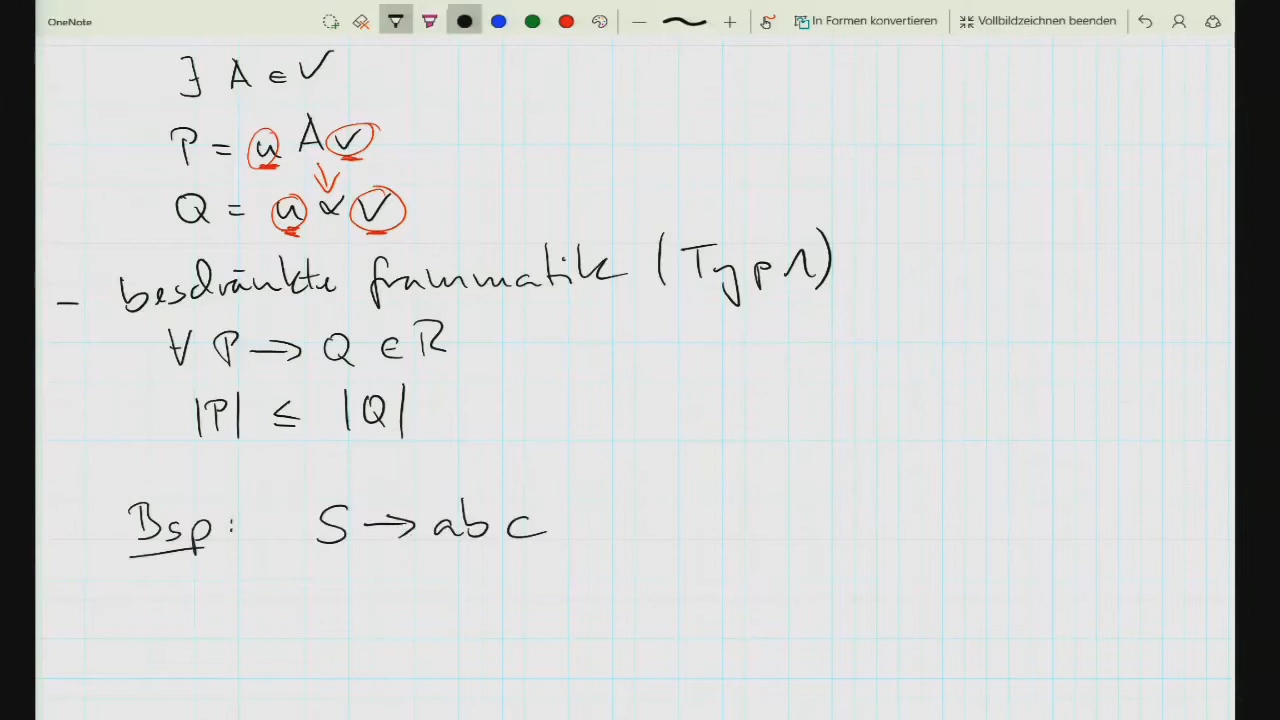 OneNote In Formen konvertieren Vollbildzeichnen beenden
∃ A ∈ V
P = u A v
Q = u α v
- beschränkte Grammatik (Typ 1)
∀ P → Q ∈ R
|P| ≤ |Q|
Bsp: S → abc